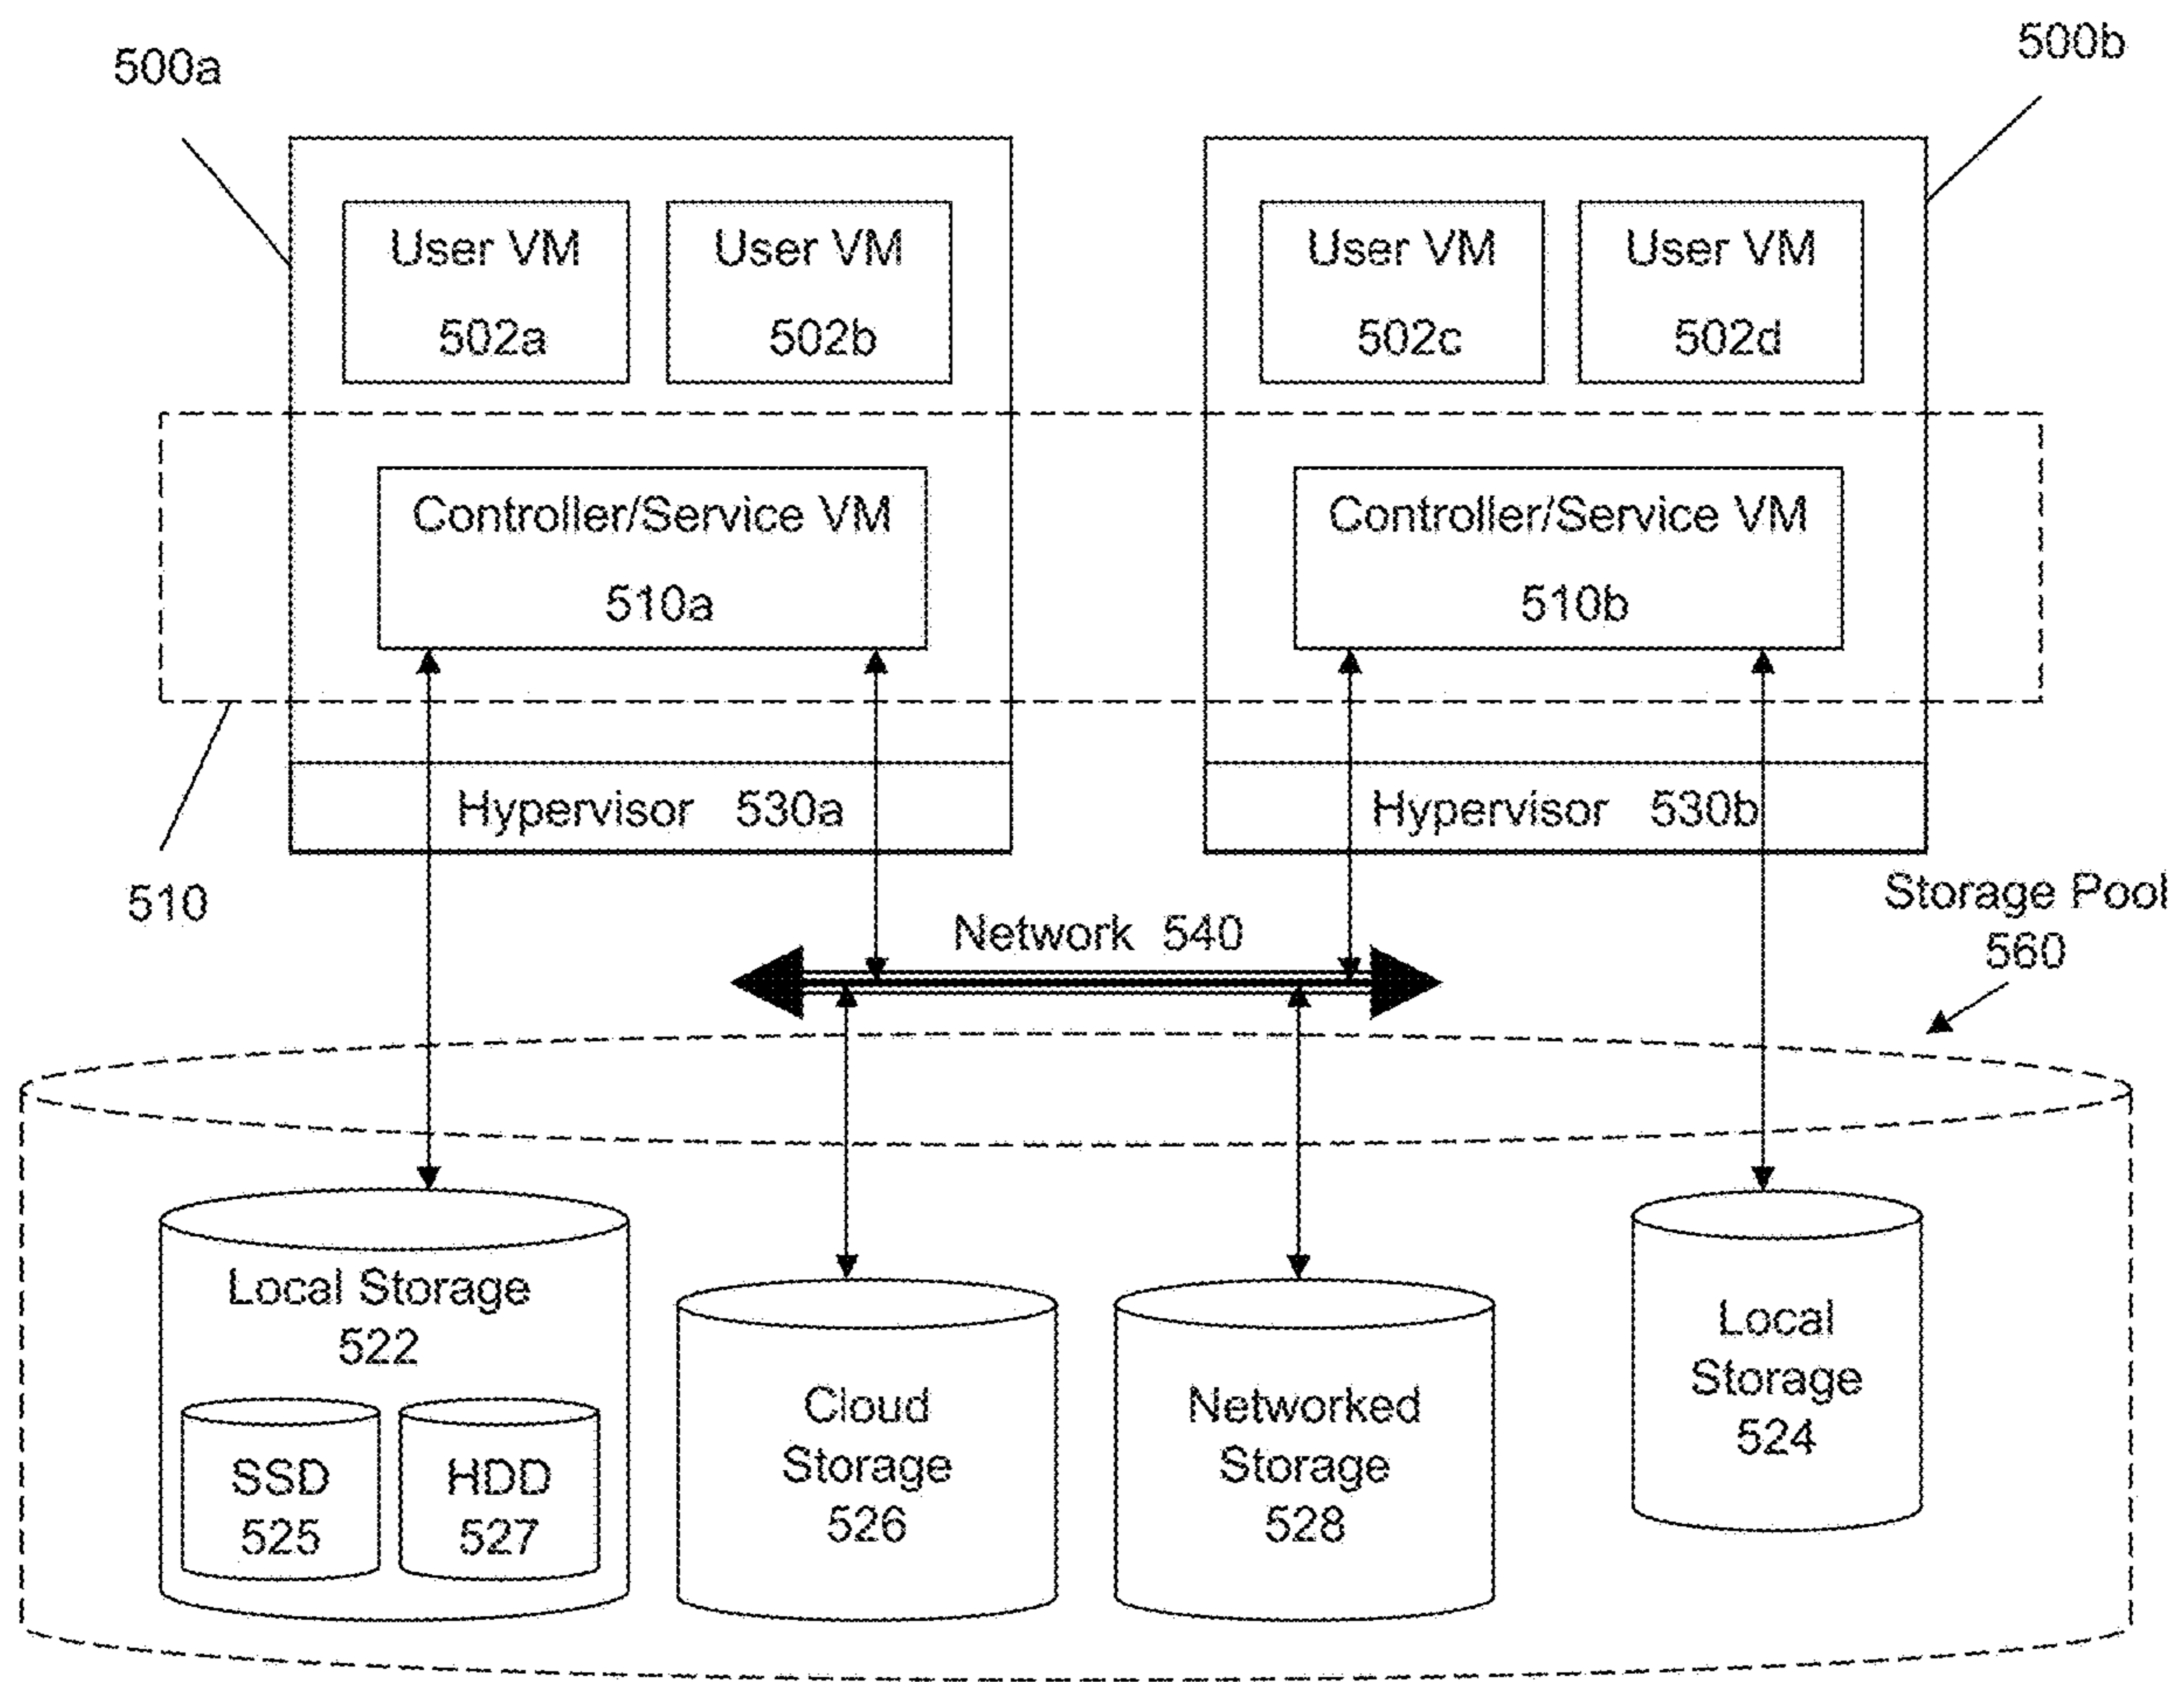 500a
500b
User VM
502a
User VM
502b
User VM
502c
User VM
502d
Controller/Service VM
510a
Controller/Service VM
510b
Hypervisor 530a
Hypervisor 530b
510
Network 540
Storage Pool
560
Local Storage
522
SSD
525
HDD
527
Cloud
Storage
526
Networked
Storage
528
Local
Storage
524